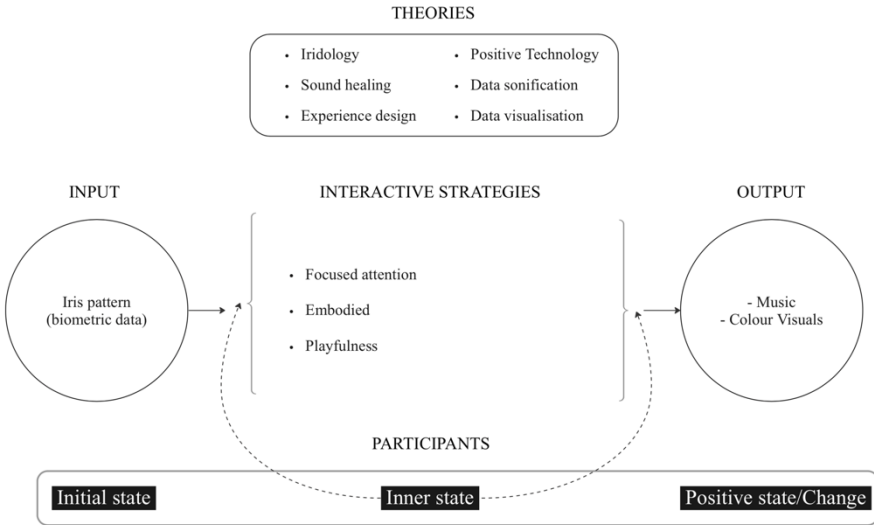 THEORIES
• Iridology
• Sound healing
• Experience design
• Positive Technology
• Data sonification
• Data visualisation
INPUT
INTERACTIVE STRATEGIES
OUTPUT
Iris pattern
(biometric data)
• Focused attention
• Embodied
• Playfulness
- Music
- Colour Visuals
PARTICIPANTS
Initial state
Inner state
Positive state/Change